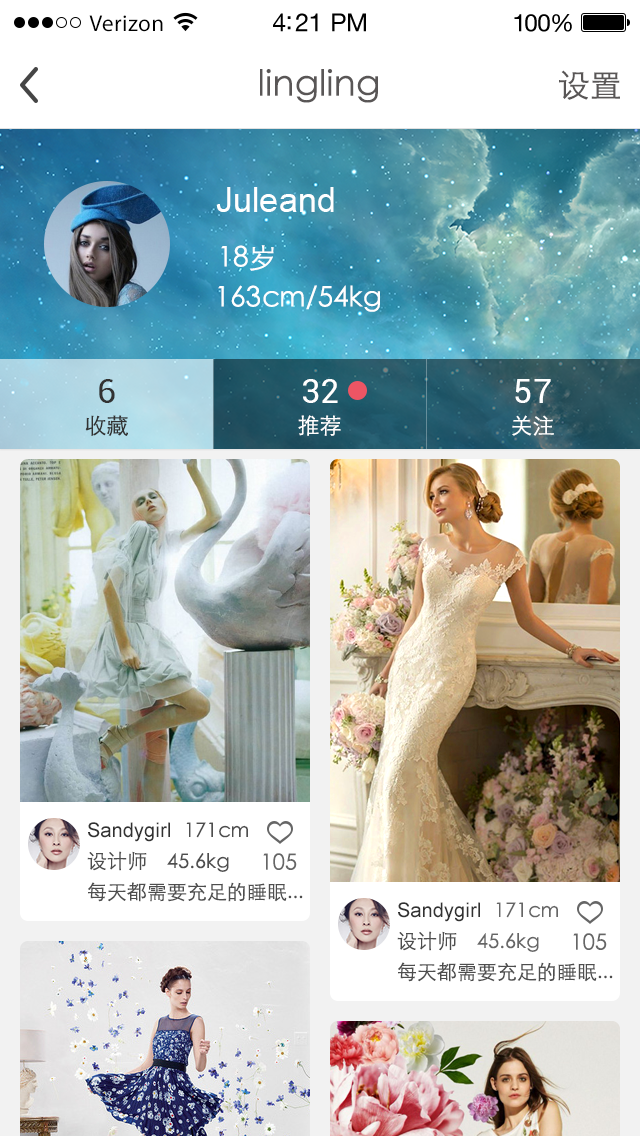 Verizon 4:21 PM 100%
lingling 设置
Juleand
18岁
163cm/54kg
6 32 57
收藏 推荐 关注
Sandygirl 171cm
设计师 45.6kg 105
每天都需要充足的睡眠...
Sandygirl 171cm
设计师 45.6kg 105
每天都需要充足的睡眠...